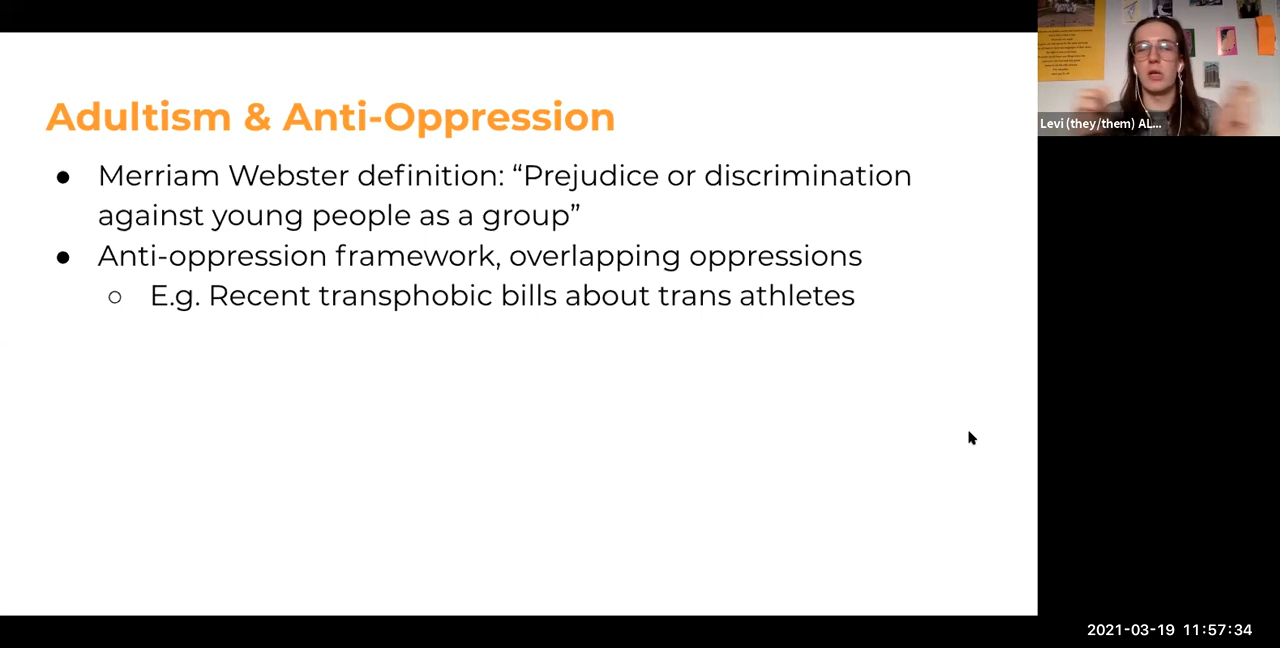 Adultism & Anti-Oppression
● Merriam Webster definition: “Prejudice or discrimination
against young people as a group”
● Anti-oppression framework, overlapping oppressions
○ E.g. Recent transphobic bills about trans athletes
Levi (they/them) AL...
2021-03-19 11:57:34